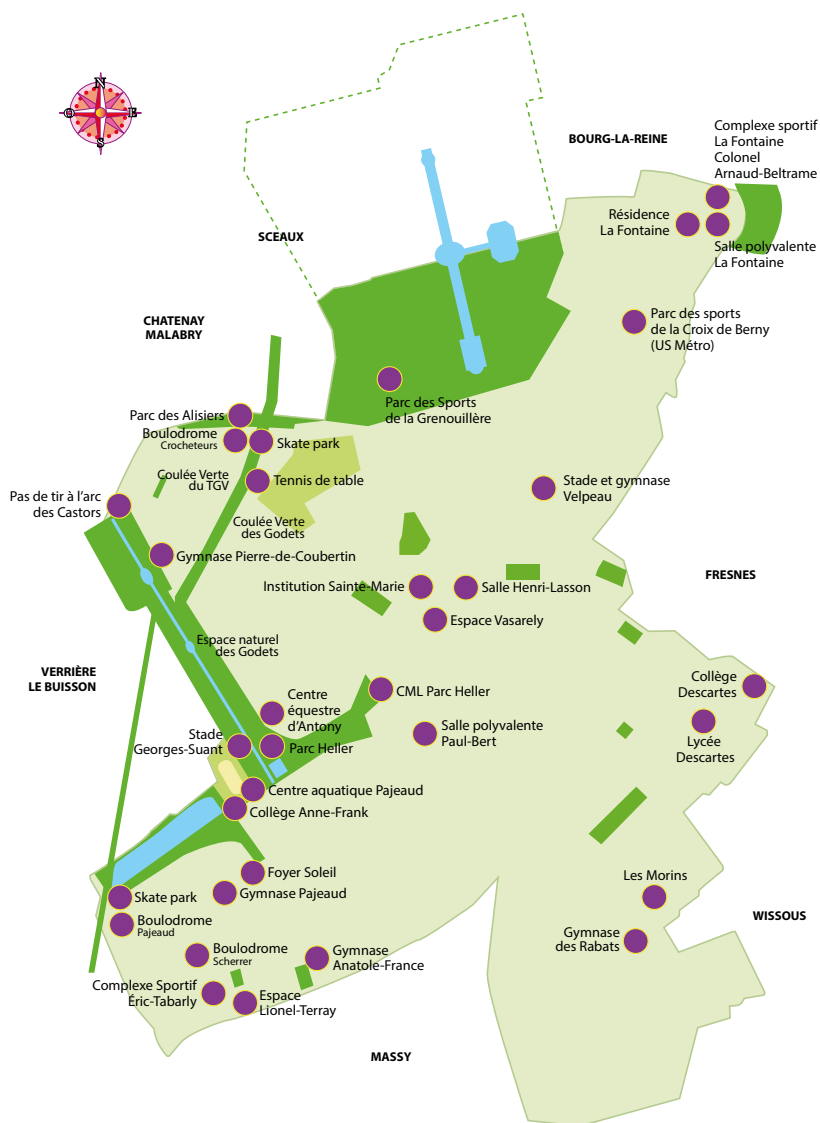 N
O
E
S
BOURG-LA-REINE
Complexe sportif
La Fontaine
Colonel
Arnaud-Beltrame
Résidence
La Fontaine
Salle polyvalente
La Fontaine
SCEAUX
CHATENAY
MALABRY
Parc des sports
de la Croix de Berny
(US Métro)
Parc des Sports
de la Grenouillère
Parc des Alisiers
Boulodrome
Crocheteurs
Skate park
Coulée Verte
du TGV
Tennis de table
Stade et gymnase
Velpeau
Pas de tir à l'arc
des Castors
Coulée Verte
des Godets
Gymnase Pierre-de-Coubertin
FRESNES
Institution Sainte-Marie
Salle Henri-Lasson
Espace Vasarely
Espace naturel
des Godets
VERRIÈRE
LE BUISSON
Collège
Descartes
CML Parc Heller
Centre
équestre
d'Antony
Salle polyvalente
Paul-Bert
Lycée
Descartes
Stade
Georges-Suant
Parc Heller
Centre aquatique Pajeaud
Collège Anne-Frank
Foyer Soleil
Les Morins
Skate park
Gymnase Pajeaud
WISSOUS
Boulodrome
Pajeaud
Gymnase
des Rabats
Boulodrome
Scherrer
Gymnase
Anatole-France
Complexe Sportif
Éric-Tabarly
Espace
Lionel-Terray
MASSY